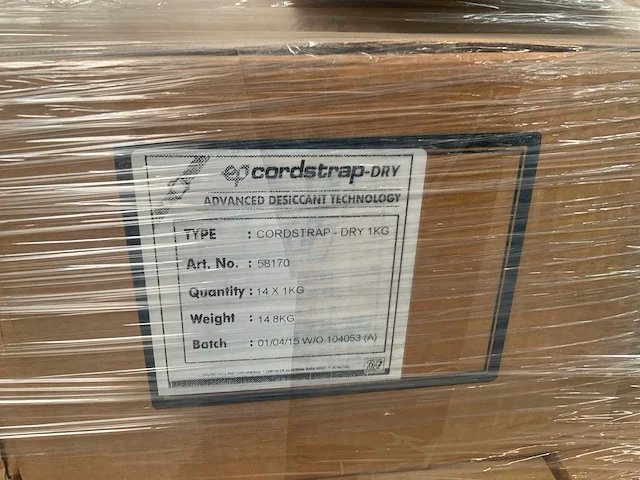 cordstrap-DRY
ADVANCED DESICCANT TECHNOLOGY
TYPE : CORDSTRAP - DRY 1KG
Art. No. : 58170
Quantity : 14 X 1KG
Weight : 14.8KG
Batch : 01/04/15 W/O 104053 (A)